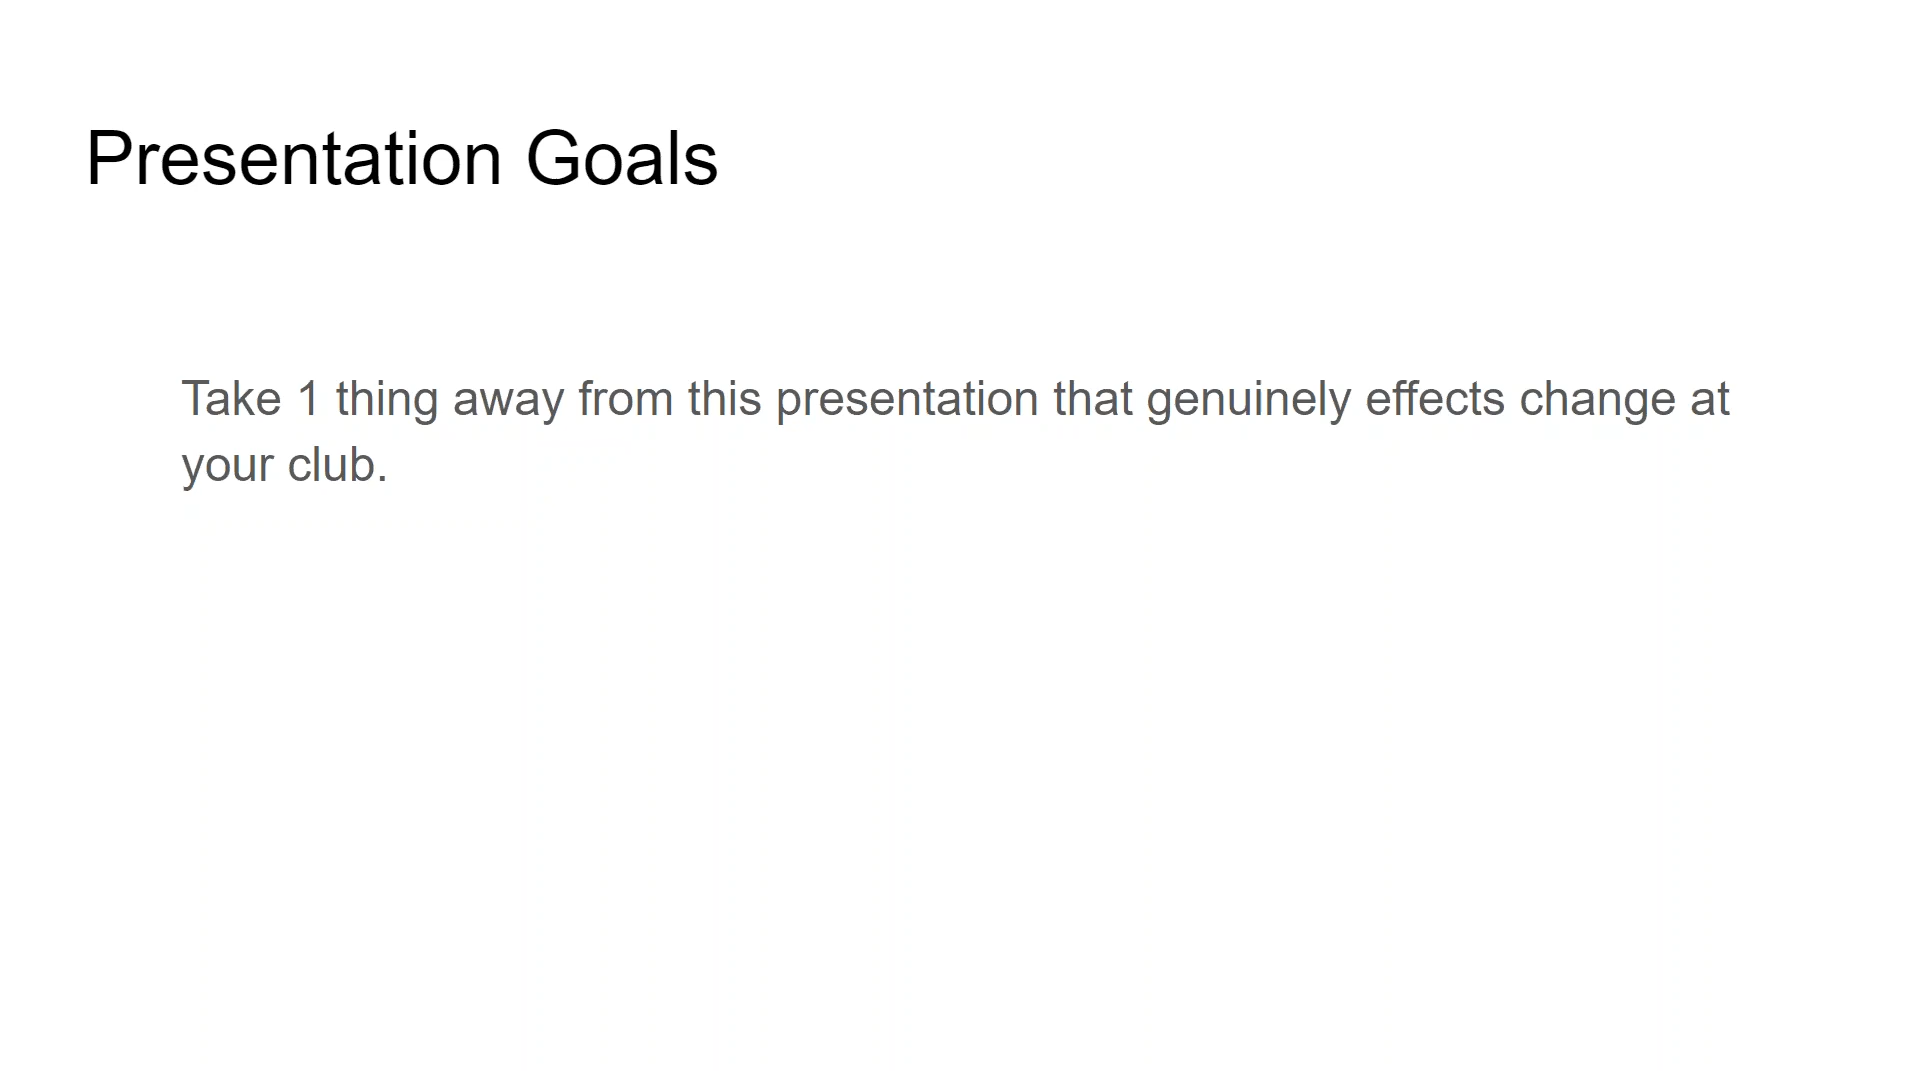 Presentation Goals
Take 1 thing away from this presentation that genuinely effects change at
your club.